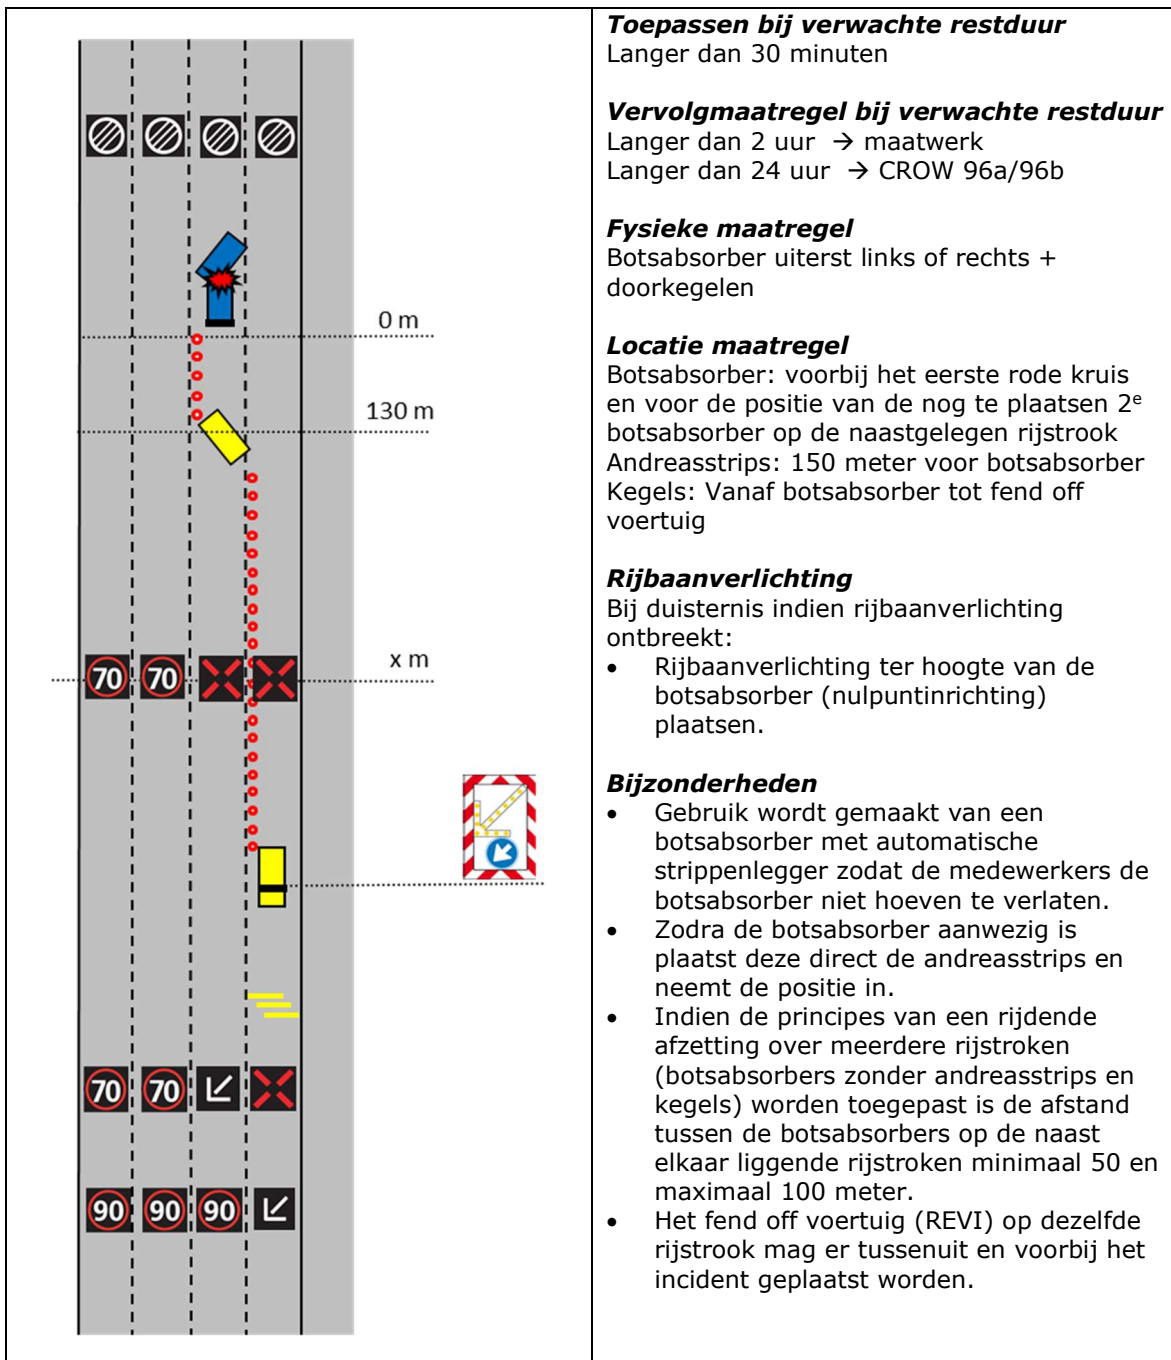 0 m
130 m
70 70
x m
70 70
90 90 90
Toepassen bij verwachte restduur
Langer dan 30 minuten
Vervolgmaatregel bij verwachte restduur
Langer dan 2 uur → maatwerk
Langer dan 24 uur → CROW 96a/96b
Fysieke maatregel
Botsabsorber uiterst links of rechts +
doorkegelen
Locatie maatregel
Botsabsorber: voorbij het eerste rode kruis
en voor de positie van de nog te plaatsen 2e
botsabsorber op de naastgelegen rijstrook
Andreasstrips: 150 meter voor botsabsorber
Kegels: Vanaf botsabsorber tot fend off
voertuig
Rijbaanverlichting
Bij duisternis indien rijbaanverlichting
ontbreekt:
• Rijbaanverlichting ter hoogte van de
botsabsorber (nulpuntinrichting)
plaatsen.
Bijzonderheden
• Gebruik wordt gemaakt van een
botsabsorber met automatische
strippenlegger zodat de medewerkers de
botsabsorber niet hoeven te verlaten.
• Zodra de botsabsorber aanwezig is
plaatst deze direct de andreasstrips en
neemt de positie in.
• Indien de principes van een rijdende
afzetting over meerdere rijstroken
(botsabsorbers zonder andreasstrips en
kegels) worden toegepast is de afstand
tussen de botsabsorbers op de naast
elkaar liggende rijstroken minimaal 50 en
maximaal 100 meter.
• Het fend off voertuig (REVI) op dezelfde
rijstrook mag er tussenuit en voorbij het
incident geplaatst worden.